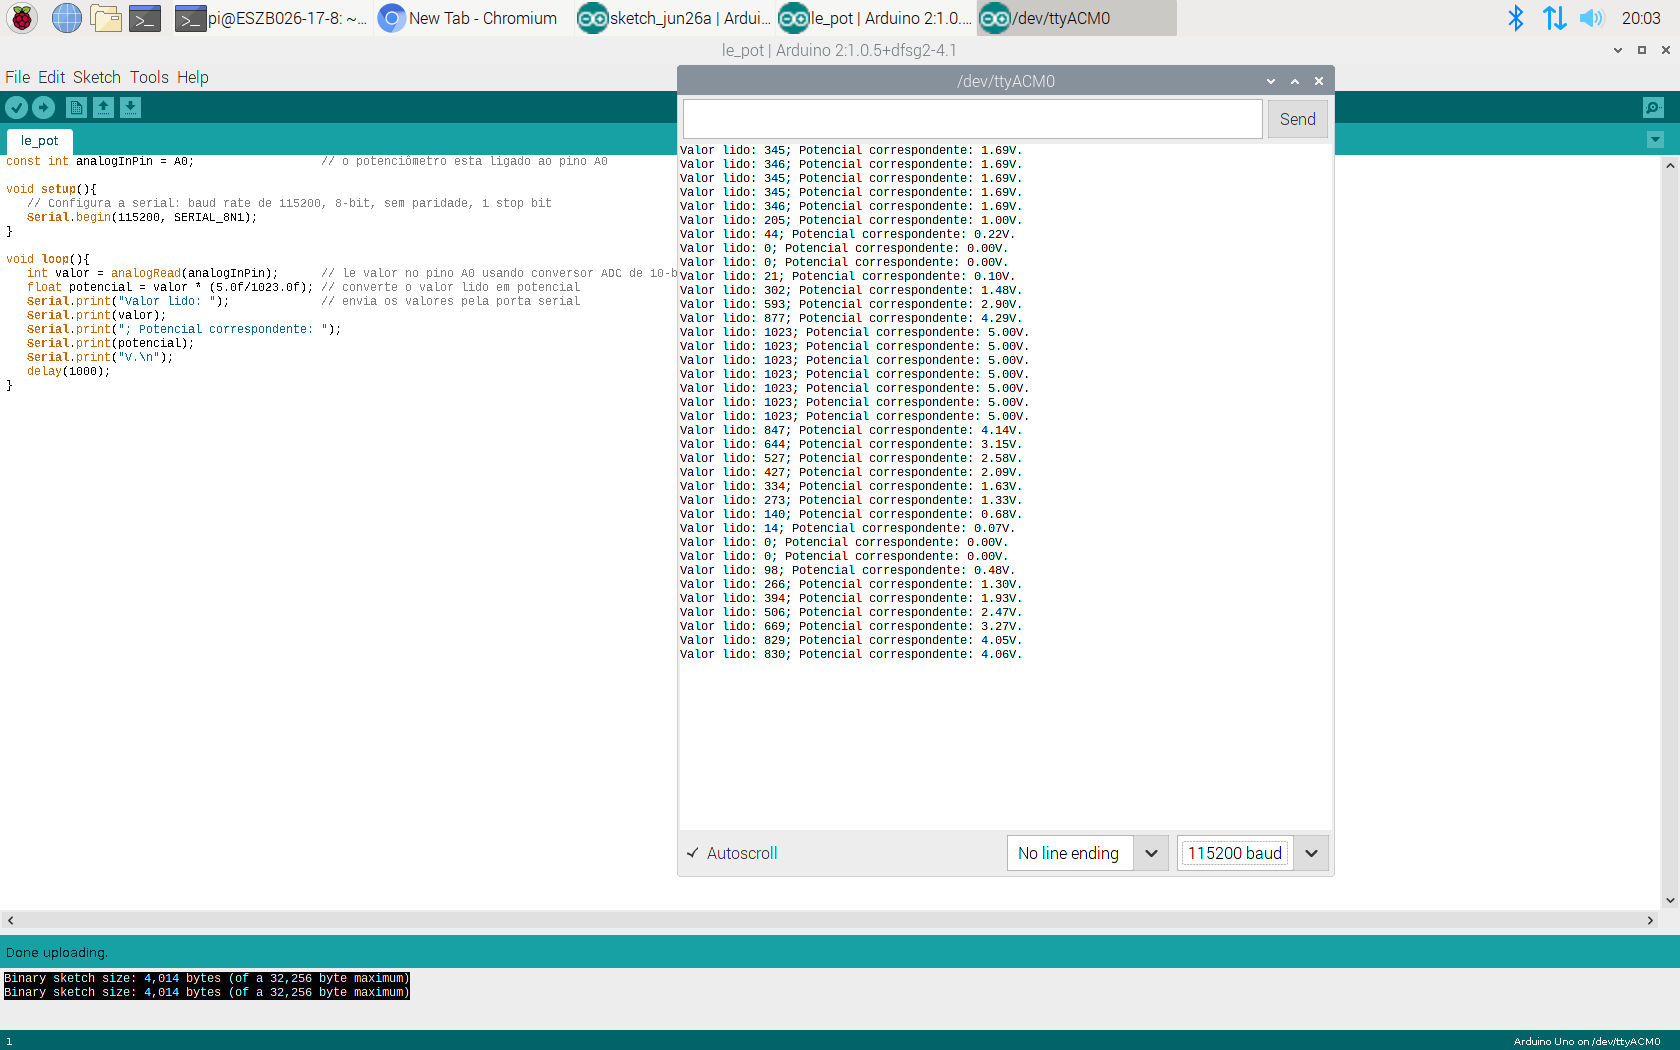 pi@ESZB026-17-8: ~...
New Tab - Chromium
sketch_jun26a | Ardui...
le_pot | Arduino 2:1.0....
/dev/ttyACM0
20:03
le_pot | Arduino 2:1.0.5+dfsg2-4.1
File Edit Sketch Tools Help
le_pot
const int analogInPin = A0; // o potenciômetro esta ligado ao pino A0
void setup(){
// Configura a serial: baud rate de 115200, 8-bit, sem paridade, 1 stop bit
Serial.begin(115200, SERIAL_8N1);
}
void loop(){
int valor = analogRead(analogInPin); // le valor no pino A0 usando conversor ADC de 10-b
float potencial = valor * (5.0f/1023.0f); // converte o valor lido em potencial
Serial.print("Valor lido: "); // envia os valores pela porta serial
Serial.print(valor);
Serial.print("; Potencial correspondente: ");
Serial.print(potencial);
Serial.print("V.\n");
delay(1000);
}
/dev/ttyACM0
Send
Valor lido: 345; Potencial correspondente: 1.69V.
Valor lido: 346; Potencial correspondente: 1.69V.
Valor lido: 345; Potencial correspondente: 1.69V.
Valor lido: 345; Potencial correspondente: 1.69V.
Valor lido: 346; Potencial correspondente: 1.69V.
Valor lido: 205; Potencial correspondente: 1.00V.
Valor lido: 44; Potencial correspondente: 0.22V.
Valor lido: 0; Potencial correspondente: 0.00V.
Valor lido: 0; Potencial correspondente: 0.00V.
Valor lido: 21; Potencial correspondente: 0.10V.
Valor lido: 302; Potencial correspondente: 1.48V.
Valor lido: 593; Potencial correspondente: 2.90V.
Valor lido: 877; Potencial correspondente: 4.29V.
Valor lido: 1023; Potencial correspondente: 5.00V.
Valor lido: 1023; Potencial correspondente: 5.00V.
Valor lido: 1023; Potencial correspondente: 5.00V.
Valor lido: 1023; Potencial correspondente: 5.00V.
Valor lido: 1023; Potencial correspondente: 5.00V.
Valor lido: 1023; Potencial correspondente: 5.00V.
Valor lido: 1023; Potencial correspondente: 5.00V.
Valor lido: 847; Potencial correspondente: 4.14V.
Valor lido: 644; Potencial correspondente: 3.15V.
Valor lido: 527; Potencial correspondente: 2.58V.
Valor lido: 427; Potencial correspondente: 2.09V.
Valor lido: 334; Potencial correspondente: 1.63V.
Valor lido: 273; Potencial correspondente: 1.33V.
Valor lido: 140; Potencial correspondente: 0.68V.
Valor lido: 14; Potencial correspondente: 0.07V.
Valor lido: 0; Potencial correspondente: 0.00V.
Valor lido: 0; Potencial correspondente: 0.00V.
Valor lido: 98; Potencial correspondente: 0.48V.
Valor lido: 266; Potencial correspondente: 1.30V.
Valor lido: 394; Potencial correspondente: 1.93V.
Valor lido: 506; Potencial correspondente: 2.47V.
Valor lido: 669; Potencial correspondente: 3.27V.
Valor lido: 829; Potencial correspondente: 4.05V.
Valor lido: 830; Potencial correspondente: 4.06V.
Autoscroll
No line ending
115200 baud
Done uploading.
Binary sketch size: 4,014 bytes (of a 32,256 byte maximum)
Binary sketch size: 4,014 bytes (of a 32,256 byte maximum)
1
Arduino Uno on /dev/ttyACM0